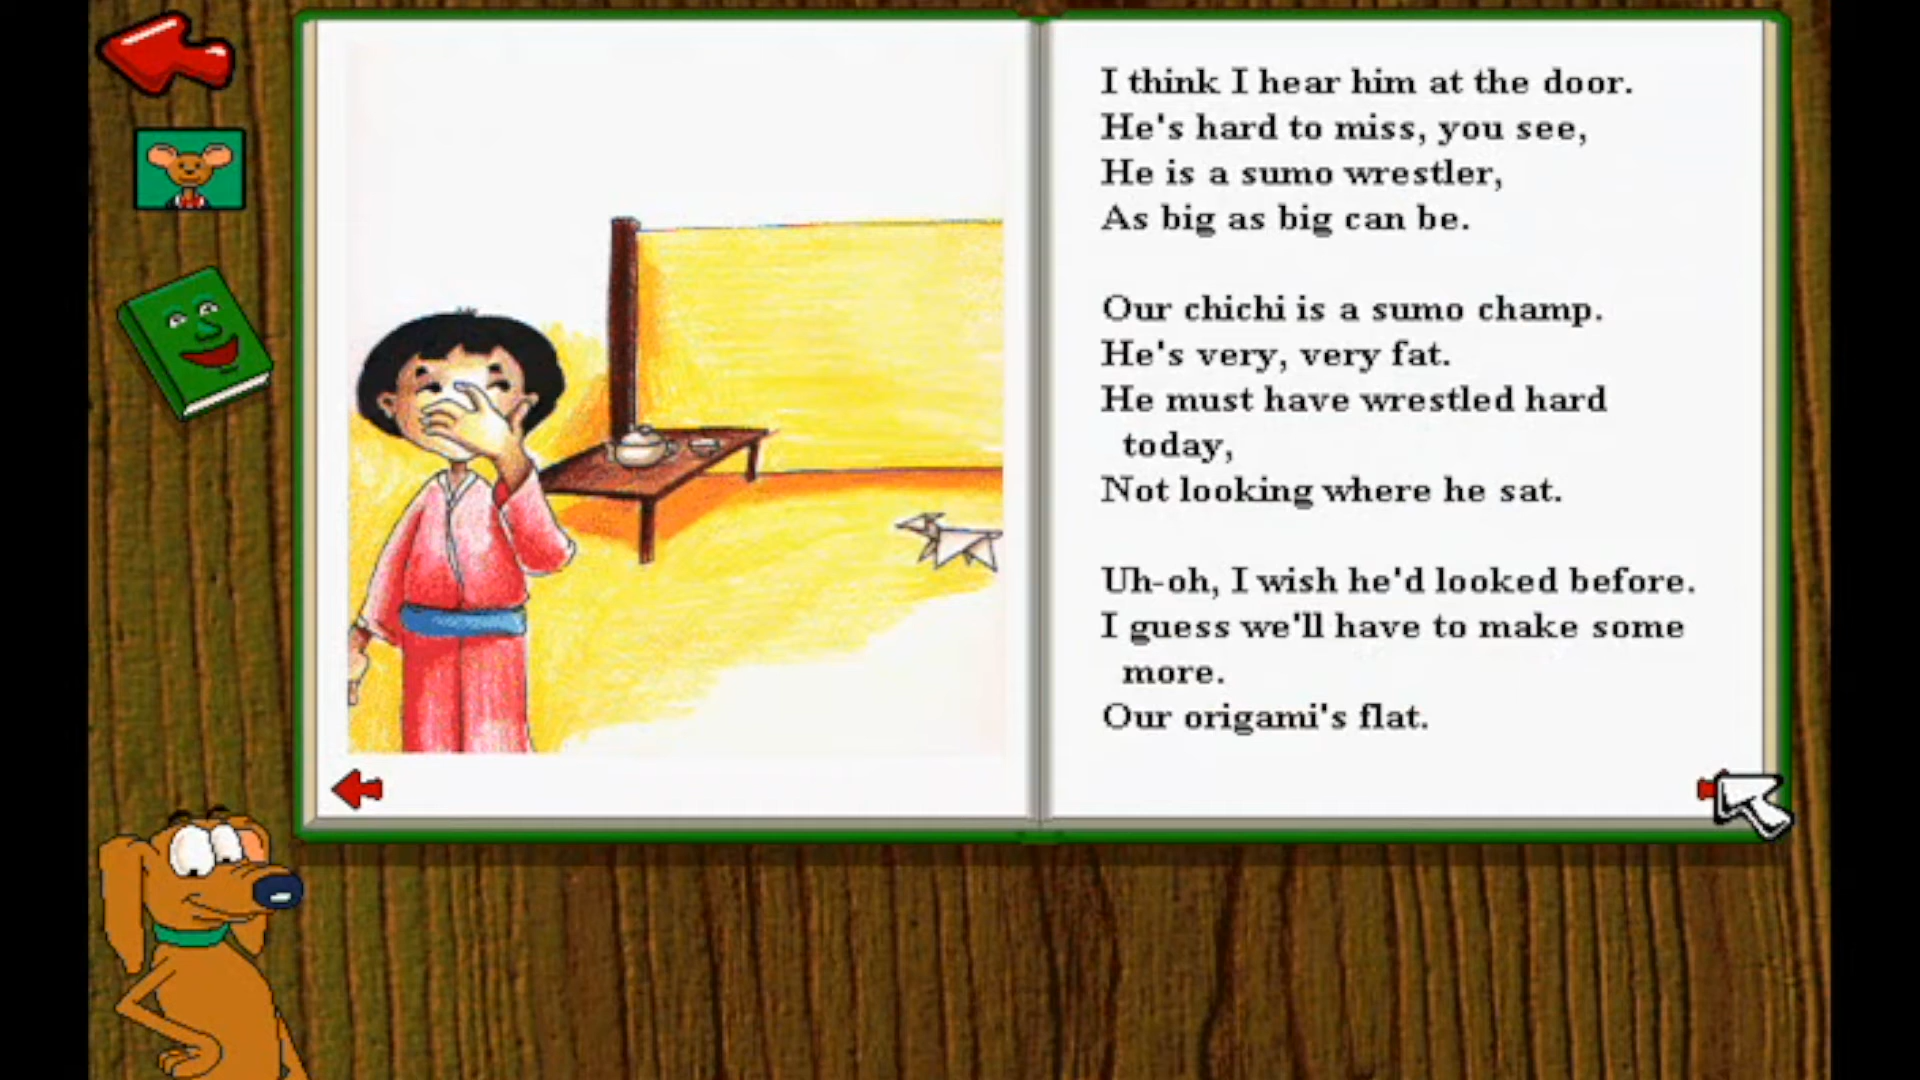 I think I hear him at the door.
He's hard to miss, you see,
He is a sumo wrestler,
As big as big can be.
Our chichi is a sumo champ.
He's very, very fat.
He must have wrestled hard
today,
Not looking where he sat.
Uh-oh, I wish he'd looked before.
I guess we'll have to make some
more.
Our origami's flat.